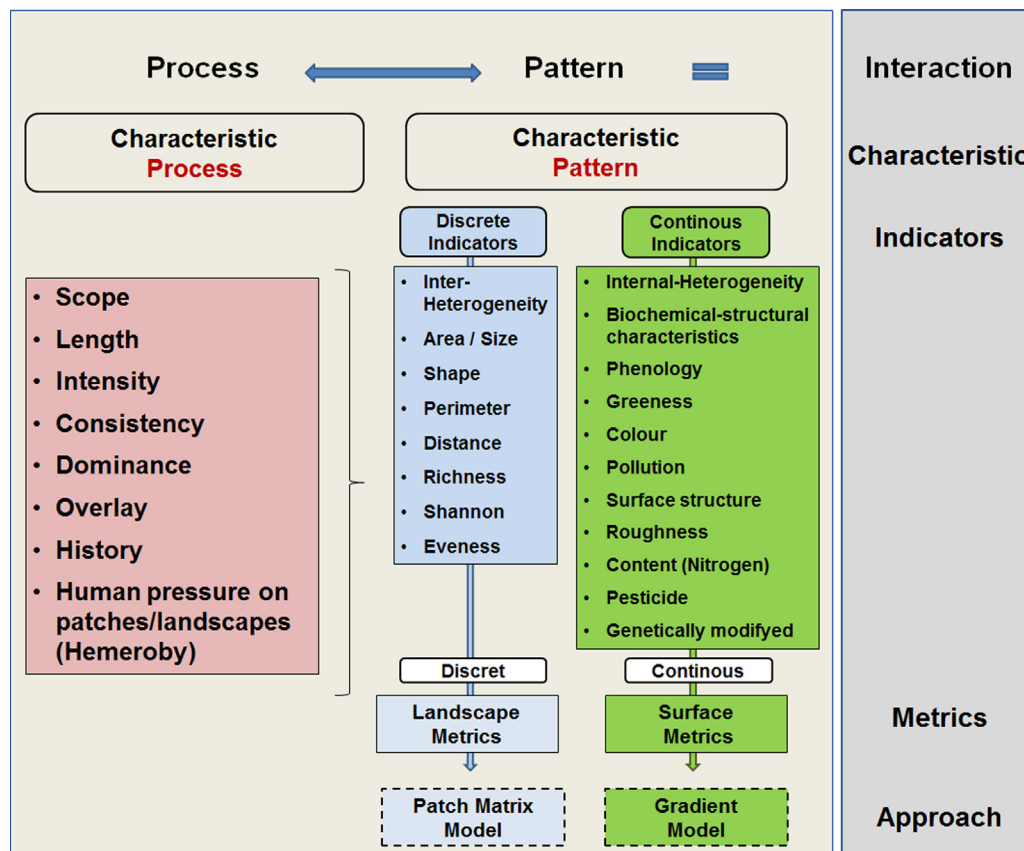 Process
Pattern
Interaction
Characteristic
Process
Characteristic
Pattern
Characteristic
Discrete
Indicators
Continous
Indicators
Indicators
• Scope
• Length
• Intensity
• Consistency
• Dominance
• Overlay
• History
• Human pressure on
patches/landscapes
(Hemeroby)
• Inter-
Heterogeneity
• Area / Size
• Shape
• Perimeter
• Distance
• Richness
• Shannon
• Eveness
• Internal-Heterogeneity
• Biochemical-structural
characteristics
• Phenology
• Greeness
• Colour
• Pollution
• Surface structure
• Roughness
• Content (Nitrogen)
• Pesticide
• Genetically modifyed
Discret
Continous
Landscape
Metrics
Surface
Metrics
Metrics
Patch Matrix
Model
Gradient
Model
Approach